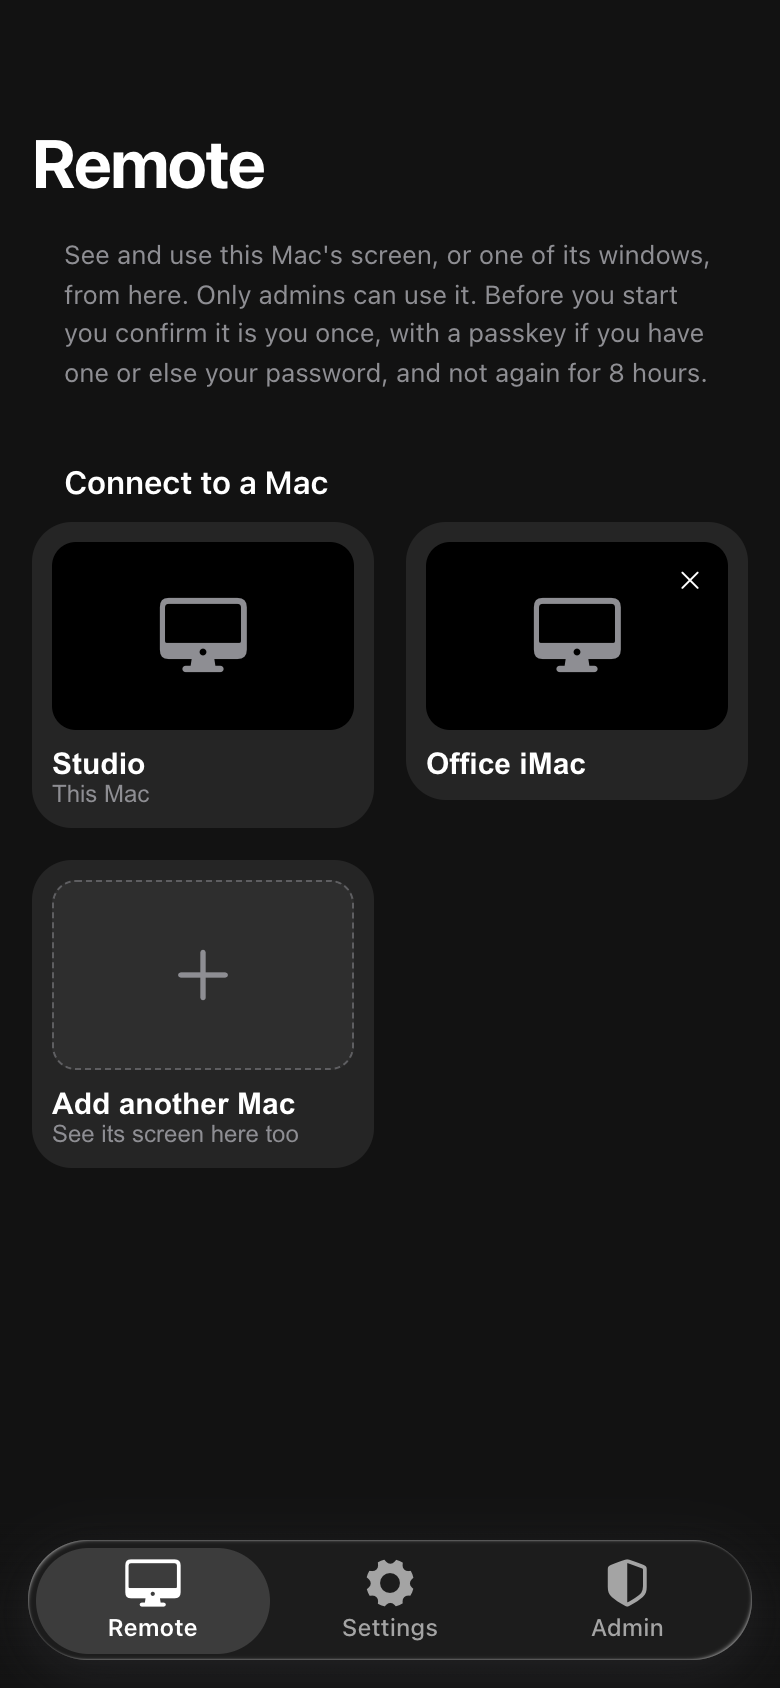 Remote
See and use this Mac's screen, or one of its windows,
from here. Only admins can use it. Before you start
you confirm it is you once, with a passkey if you have
one or else your password, and not again for 8 hours.
Connect to a Mac
Studio
This Mac
Office iMac
Add another Mac
See its screen here too
Remote
Settings
Admin